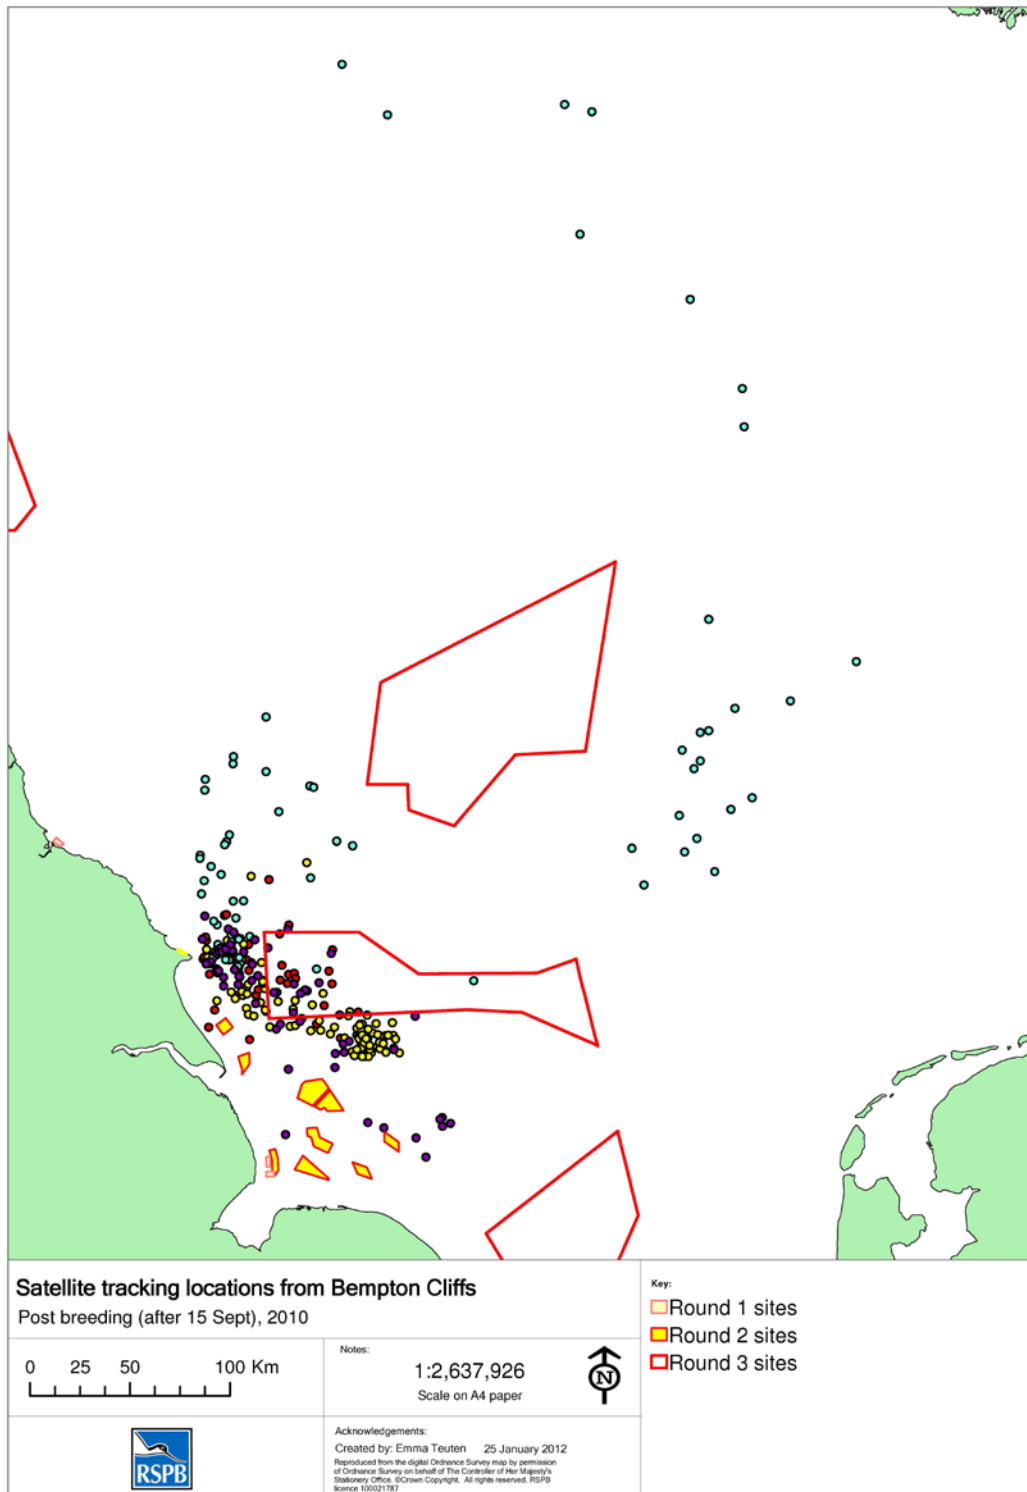 Satellite tracking locations from Bempton Cliffs
Post breeding (after 15 Sept), 2010
0 25 50 100 Km
Notes:
1:2,637,926
Scale on A4 paper
N
RSPB
Acknowledgements:
Created by: Emma Teuten 25 January 2012
Reproduced from the digital Ordnance Survey map by permission
of Ordnance Survey on behalf of The Controller of Her Majesty's
Stationery Office. ©Crown Copyright. All rights reserved. RSPB
licence 100021787
Key:
Round 1 sites
Round 2 sites
Round 3 sites